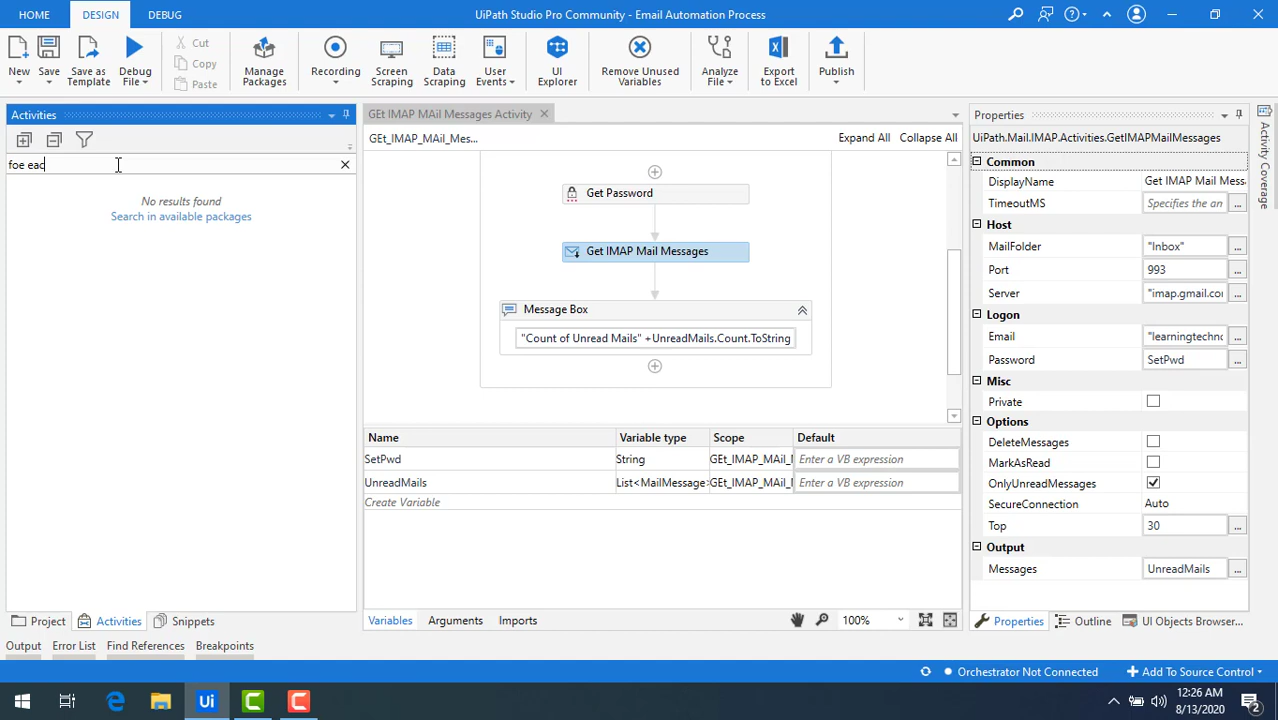 HOME DESIGN DEBUG UiPath Studio Pro Community - Email Automation Process
New Save Save as Template Debug File Cut Copy Paste Manage Packages Recording Screen Scraping Data Scraping User Events UI Explorer Remove Unused Variables Analyze File Export to Excel Publish
Activities
foe eac
No results found
Search in available packages
Project Activities Snippets
GEt IMAP MAil Messages Activity
GEt_IMAP_MAil_Mes... Expand All Collapse All
Get Password
Get IMAP Mail Messages
Message Box
"Count of Unread Mails" +UnreadMails.Count.ToString
Name Variable type Scope Default
SetPwd String GEt_IMAP_MAil_I Enter a VB expression
UnreadMails List<MailMessage> GEt_IMAP_MAil_I Enter a VB expression
Create Variable
Variables Arguments Imports 100%
Properties
UiPath.Mail.IMAP.Activities.GetIMAPMailMessages
Common
DisplayName Get IMAP Mail Mess
TimeoutMS Specifies the an ...
Host
MailFolder "Inbox" ...
Port 993 ...
Server "imap.gmail.co ...
Logon
Email "learningtechno ...
Password SetPwd ...
Misc
Private
Options
DeleteMessages
MarkAsRead
OnlyUnreadMessages
SecureConnection Auto
Top 30 ...
Output
Messages UnreadMails ...
Properties Outline UI Objects Browser...
Activity Coverage
Output Error List Find References Breakpoints
Orchestrator Not Connected Add To Source Control
Ui 12:26 AM
8/13/2020 2